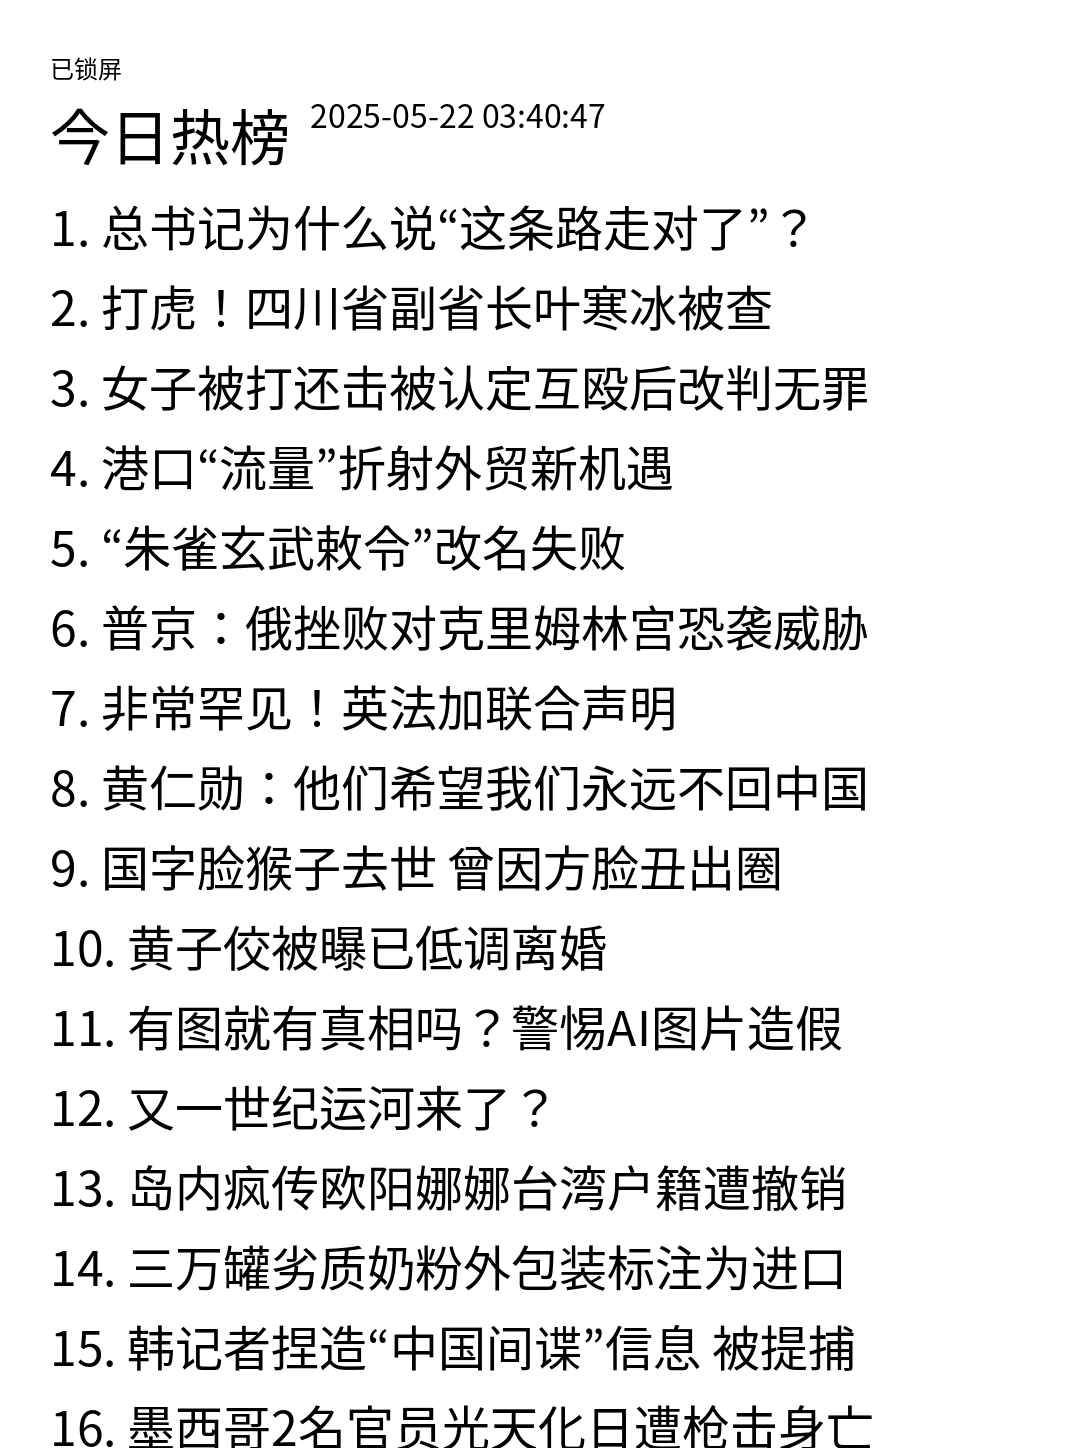 已锁屏
今日热榜 2025-05-22 03:40:47
1. 总书记为什么说“这条路走对了”？
2. 打虎！四川省副省长叶寒冰被查
3. 女子被打还击被认定互殴后改判无罪
4. 港口“流量”折射外贸新机遇
5. “朱雀玄武敕令”改名失败
6. 普京：俄挫败对克里姆林宫恐袭威胁
7. 非常罕见！英法加联合声明
8. 黄仁勋：他们希望我们永远不回中国
9. 国字脸猴子去世 曾因方脸丑出圈
10. 黄子佼被曝已低调离婚
11. 有图就有真相吗？警惕AI图片造假
12. 又一世纪运河来了？
13. 岛内疯传欧阳娜娜台湾户籍遭撤销
14. 三万罐劣质奶粉外包装标注为进口
15. 韩记者捏造“中国间谍”信息 被提捕
16. 墨西哥2名官员光天化日遭枪击身亡